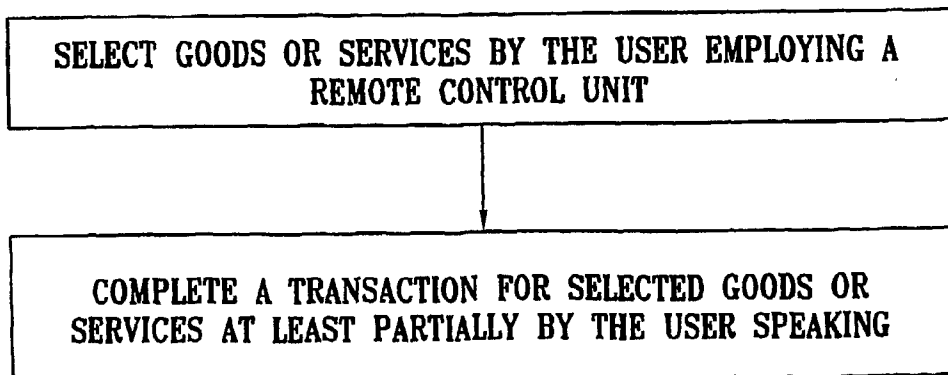 SELECT GOODS OR SERVICES BY THE USER EMPLOYING A
REMOTE CONTROL UNIT
COMPLETE A TRANSACTION FOR SELECTED GOODS OR
SERVICES AT LEAST PARTIALLY BY THE USER SPEAKING